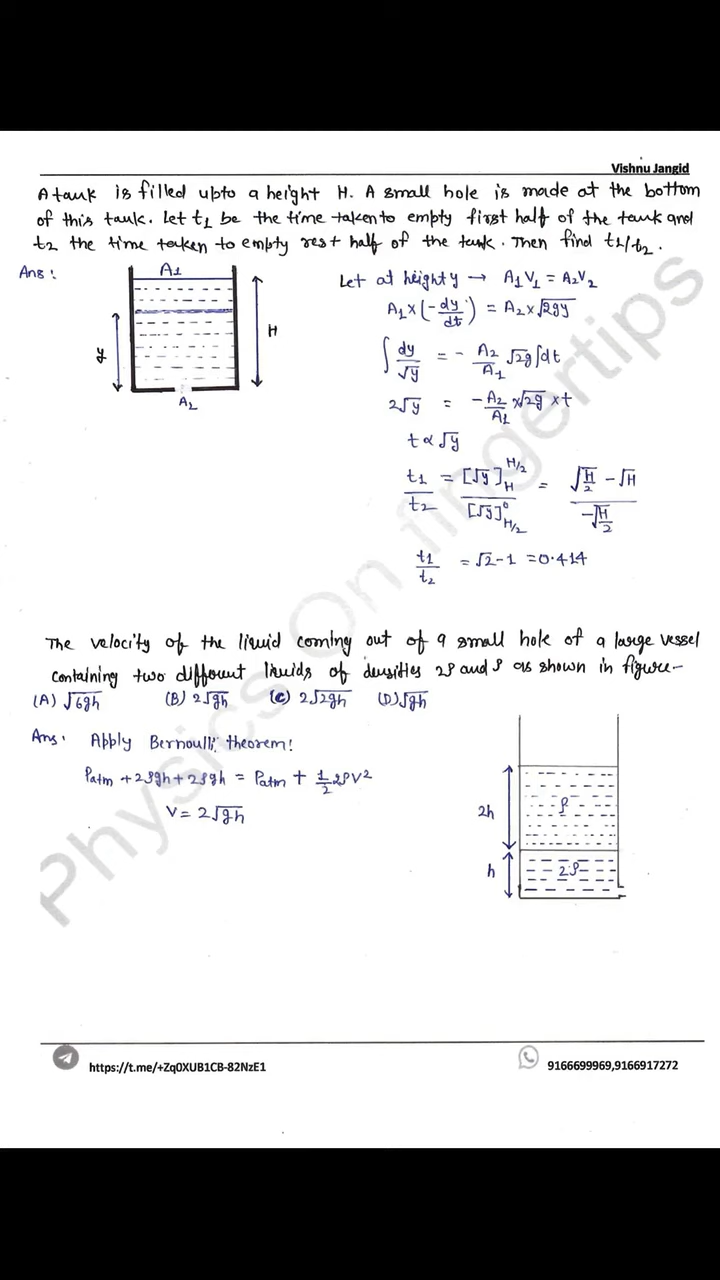 Vishnu Jangid
A tank is filled upto a height H. A small hole is made at the bottom
of this tank. Let t₁ be the time taken to empty first half of the tank and
t₂ the time taken to empty rest half of the tank. Then find t₁/t₂.
Ans :
A₁
y
H
A₂
Let at height y → A₁V₁ = A₂V₂
A₁ × (-dy/dt) = A₂ × √2gy
∫ dy/√y = - A₂/A₁ √2g ∫dt
2√y = -A₂/A₁ × √2g × t
t ∝ √y
t₁/t₂ = [√y]_H^{H/2} / [√y]_{H/2}^0 = (√H/2 - √H) / (-√H/2)
t₁/t₂ = √2 - 1 = 0.414
The velocity of the liquid coming out of a small hole of a large vessel
containing two different liquids of densities 2ρ and ρ as shown in figure-
(A) √6gh (B) 2√gh (C) 2√2gh (D) √gh
Ans. Apply Bernoulli theorem!
Patm + 2ρgh + 2ρgh = Patm + 1/2 2ρV²
V = 2√gh
2h
ρ
h
2ρ
Physics On fingertips
https://t.me/+Zq0XUB1CB-82NzE1
9166699969,9166917272